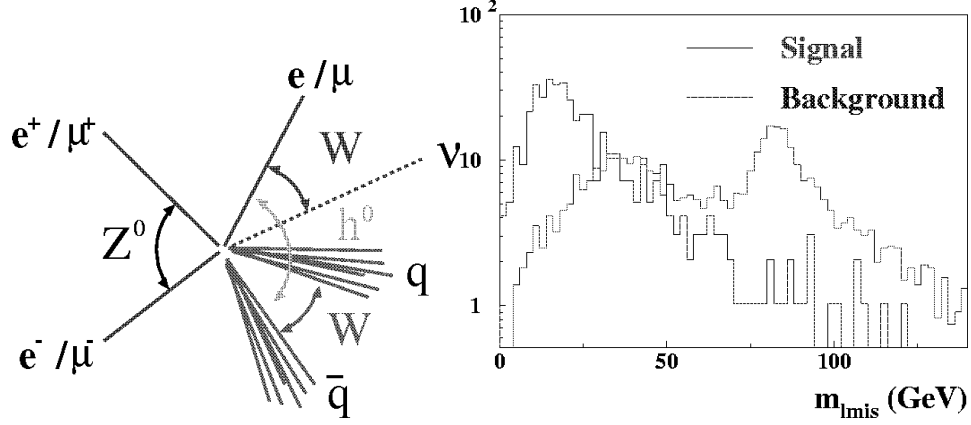 e⁺/μ⁺
e/μ
W
ν
Z⁰
h⁰
q
W
e⁻/μ⁻
q̄
10²
10
1
Signal
Background
0
50
100
m_lmis (GeV)